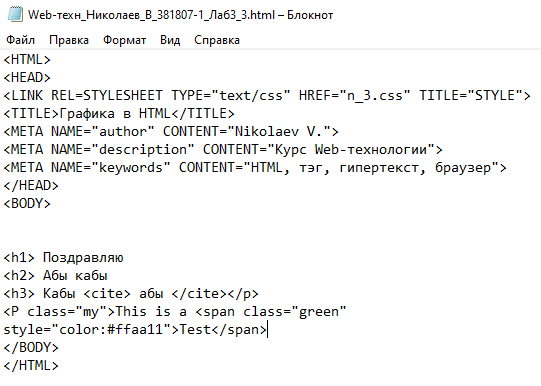 Web-техн_Николаев_В_381807-1_Лаб3_3.html – Блокнот
Файл Правка Формат Вид Справка
<HTML>
<HEAD>
<LINK REL=STYLESHEET TYPE="text/css" HREF="n_3.css" TITLE="STYLE">
<TITLE>Графика в HTML</TITLE>
<META NAME="author" CONTENT="Nikolaev V.">
<META NAME="description" CONTENT="Курс Web-технологии">
<META NAME="keywords" CONTENT="HTML, тэг, гипертекст, браузер">
</HEAD>
<BODY>
<h1> Поздравляю
<h2> Абы кабы
<h3> Кабы <cite> абы </cite></p>
<P class="my">This is a <span class="green"
style="color:#ffaa11">Test</span>
</BODY>
</HTML>